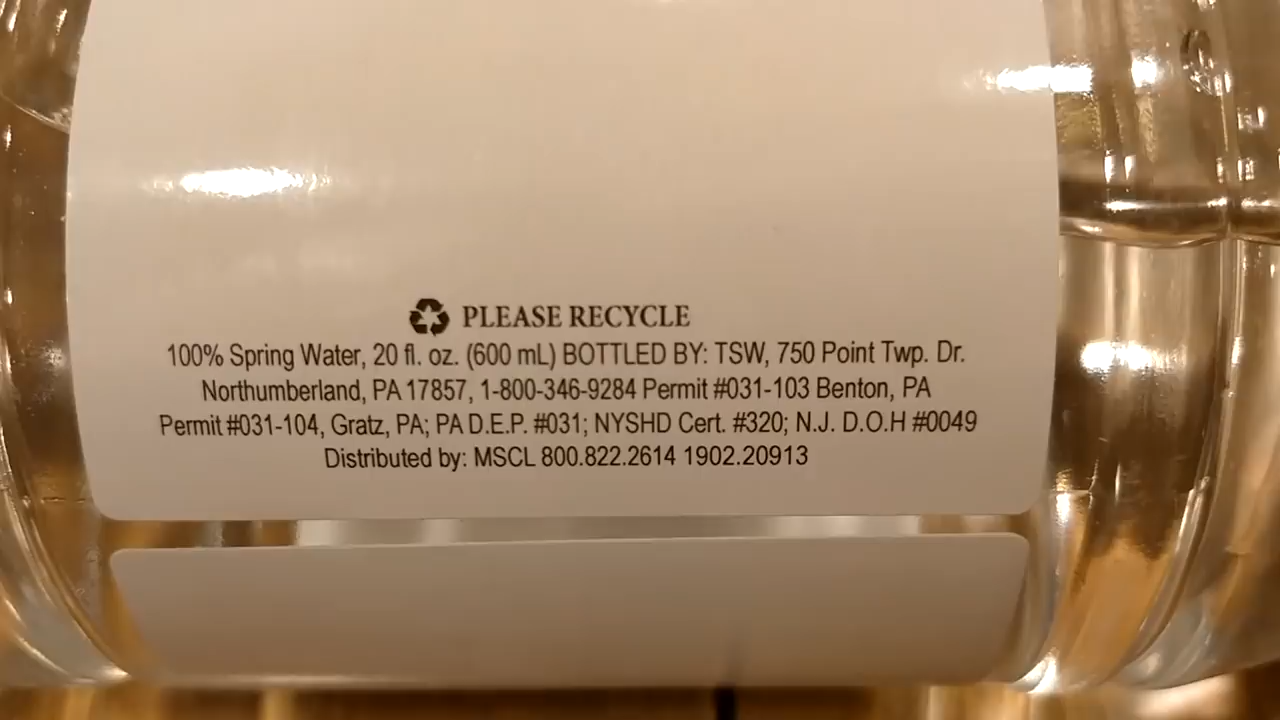 PLEASE RECYCLE
100% Spring Water, 20 fl. oz. (600 mL) BOTTLED BY: TSW, 750 Point Twp. Dr.
Northumberland, PA 17857, 1-800-346-9284 Permit #031-103 Benton, PA
Permit #031-104, Gratz, PA; PA D.E.P. #031; NYSHD Cert. #320; N.J. D.O.H #0049
Distributed by: MSCL 800.822.2614 1902.20913